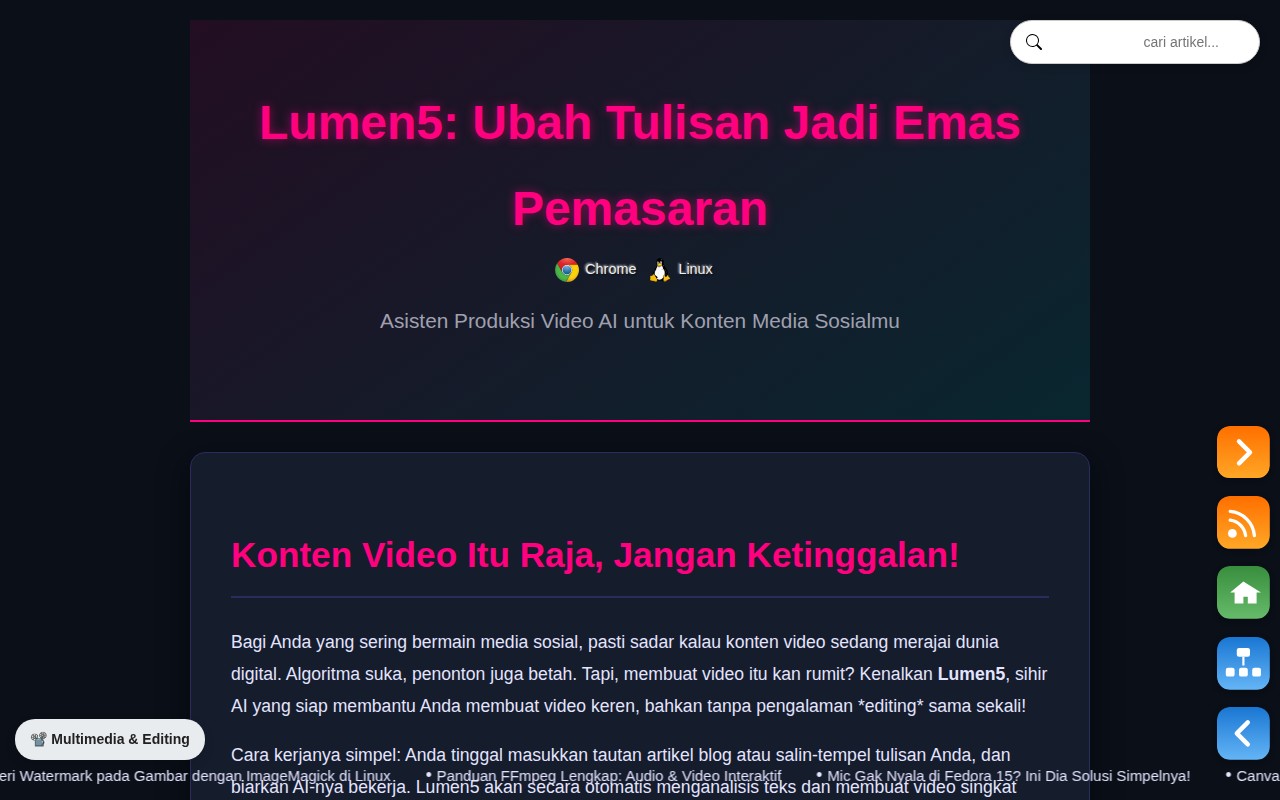 cari artikel...
Lumen5: Ubah Tulisan Jadi Emas
Pemasaran
Chrome Linux
Asisten Produksi Video AI untuk Konten Media Sosialmu
Konten Video Itu Raja, Jangan Ketinggalan!
Bagi Anda yang sering bermain media sosial, pasti sadar kalau konten video sedang merajai dunia
digital. Algoritma suka, penonton juga betah. Tapi, membuat video itu kan rumit? Kenalkan Lumen5, sihir
AI yang siap membantu Anda membuat video keren, bahkan tanpa pengalaman *editing* sama sekali!
Multimedia & Editing
Cara kerjanya simpel: Anda tinggal masukkan tautan artikel blog atau salin-tempel tulisan Anda, dan
eri Watermark pada Gambar dengan ImageMagick di Linux • Panduan FFmpeg Lengkap: Audio & Video Interaktif • Mic Gak Nyala di Fedora 15? Ini Dia Solusi Simpelnya! • Canva
biarkan AI-nya bekerja. Lumen5 akan secara otomatis menganalisis teks dan membuat video singkat